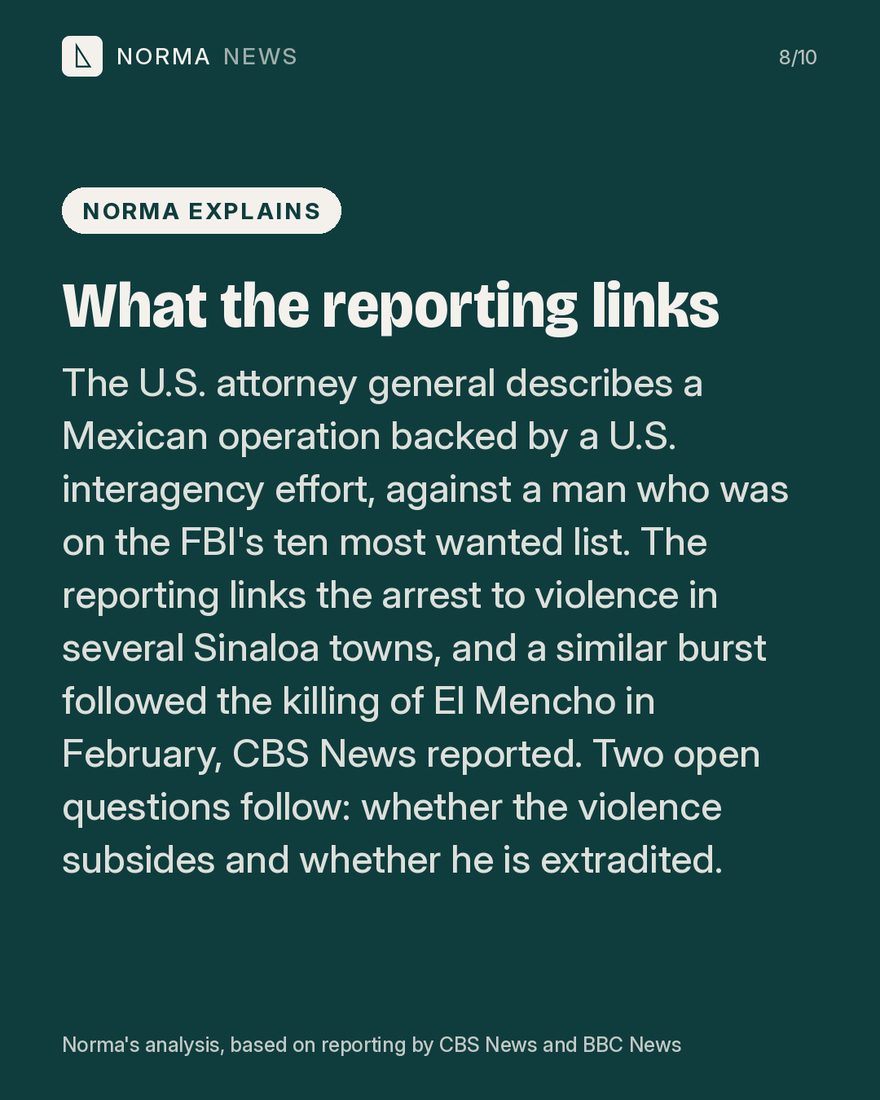 NORMA NEWS
8/10
NORMA EXPLAINS
What the reporting links
The U.S. attorney general describes a
Mexican operation backed by a U.S.
interagency effort, against a man who was
on the FBI's ten most wanted list. The
reporting links the arrest to violence in
several Sinaloa towns, and a similar burst
followed the killing of El Mencho in
February, CBS News reported. Two open
questions follow: whether the violence
subsides and whether he is extradited.
Norma's analysis, based on reporting by CBS News and BBC News